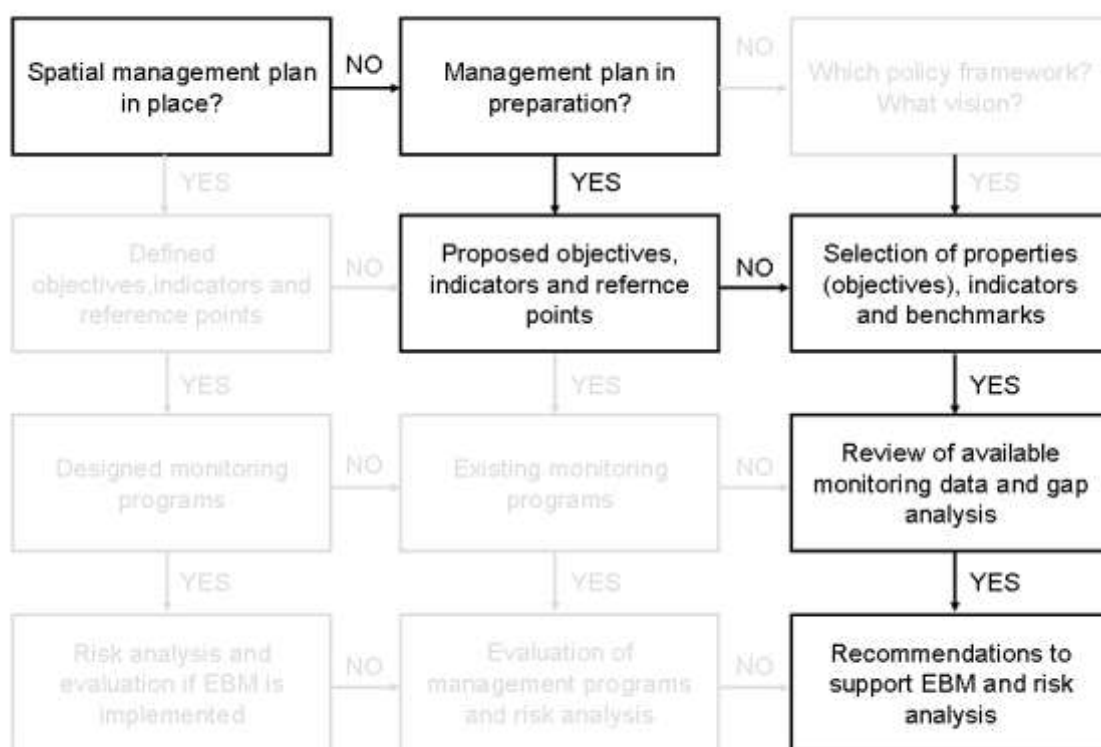 Spatial management plan
in place?
NO
Management plan in
preparation?
NO
Which policy framework?
What vision?
YES
YES
YES
Defined
objectives,indicators and
reference points
NO
Proposed objectives,
indicators and refernce
points
NO
Selection of properties
(objectives), indicators
and benchmarks
YES
YES
YES
Designed monitoring
programs
NO
Existing monitoring
programs
NO
Review of available
monitoring data and gap
analysis
YES
YES
YES
Risk analysis and
evaluation if EBM is
implemented
NO
Evaluation of
management programs
and risk analysis
NO
Recommendations to
support EBM and risk
analysis